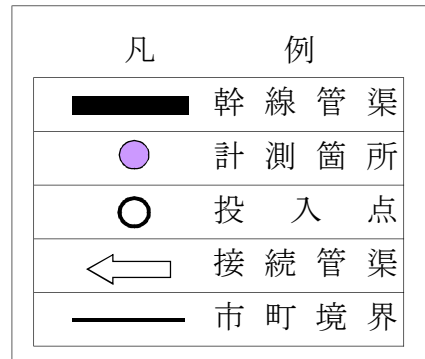 凡例
幹線管渠
計測箇所
投入点
接続管渠
市町境界